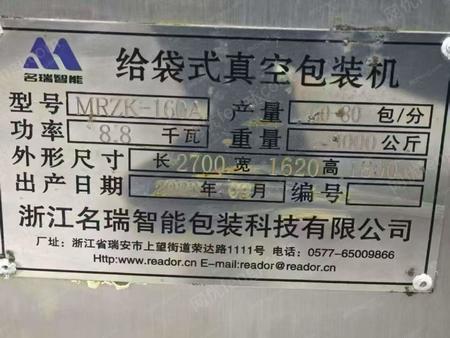 名瑞智能
给袋式真空包装机
型号 MRZK-160A 产量 包/分
功率 8.8 千瓦 重量 公斤
外形尺寸 长 2700 宽 1620 高
出产日期 年 月 编号
浙江名瑞智能包装科技有限公司
厂址:浙江省瑞安市上望街道荣达路1111号 电话:0577-65009866
Http:www.reador.cn E-mail:reador@reador.cn